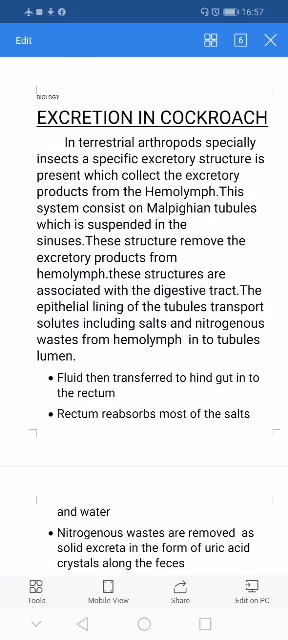 16:57
Edit
6
BIOLOGY
EXCRETION IN COCKROACH
In terrestrial arthropods specially
insects a specific excretory structure is
present which collect the excretory
products from the Hemolymph.This
system consist on Malpighian tubules
which is suspended in the
sinuses.These structure remove the
excretory products from
hemolymph.these structures are
associated with the digestive tract.The
epithelial lining of the tubules transport
solutes including salts and nitrogenous
wastes from hemolymph in to tubules
lumen.
• Fluid then transferred to hind gut in to
the rectum
• Rectum reabsorbs most of the salts
and water
• Nitrogenous wastes are removed as
solid excreta in the form of uric acid
crystals along the feces
Tools
Mobile View
Share
Edit on PC